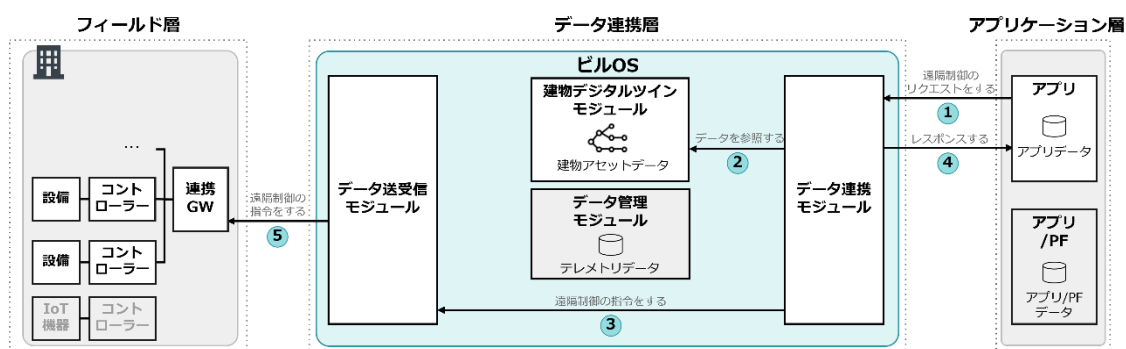 フィールド層
データ連携層
アプリケーション層
ビルOS
…
設備
コント
ローラー
設備
コント
ローラー
IoT
機器
コント
ローラー
連携
GW
遠隔制御の
指令をする
5
データ送受信
モジュール
建物デジタルツイン
モジュール
建物アセットデータ
データ管理
モジュール
テレメトリデータ
データを参照する
2
遠隔制御の指令をする
3
データ連携
モジュール
遠隔制御の
リクエストをする
1
レスポンスする
4
アプリ
アプリデータ
アプリ
/PF
アプリ/PF
データ